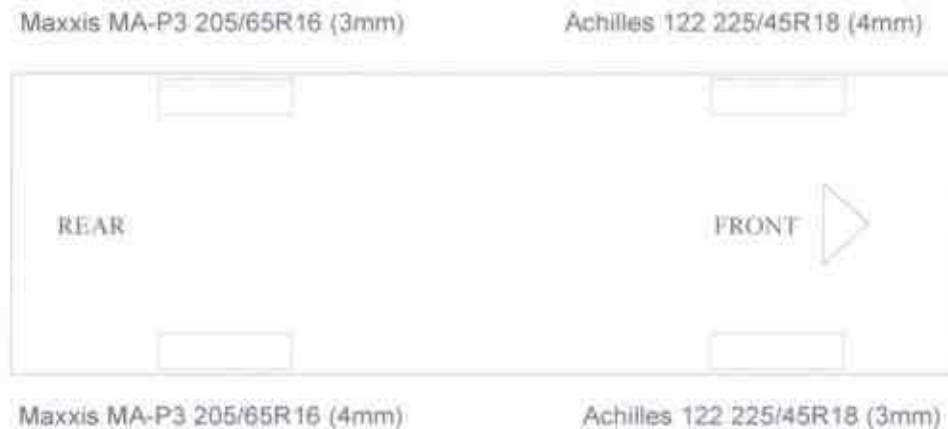 Maxxis MA-P3 205/65R16 (3mm) Achilles 122 225/45R18 (4mm)
REAR FRONT
Maxxis MA-P3 205/65R16 (4mm) Achilles 122 225/45R18 (3mm)